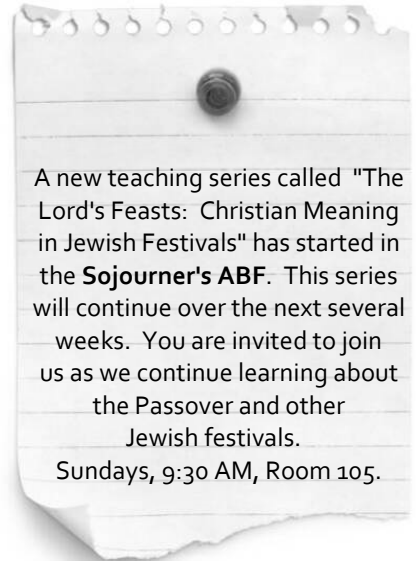 A new teaching series called  "The
Lord's Feasts:  Christian Meaning
in Jewish Festivals" has started in
the Sojourner's ABF.  This series
will continue over the next several
weeks.  You are invited to join
us as we continue learning about
the Passover and other
Jewish festivals.
Sundays, 9:30 AM, Room 105.